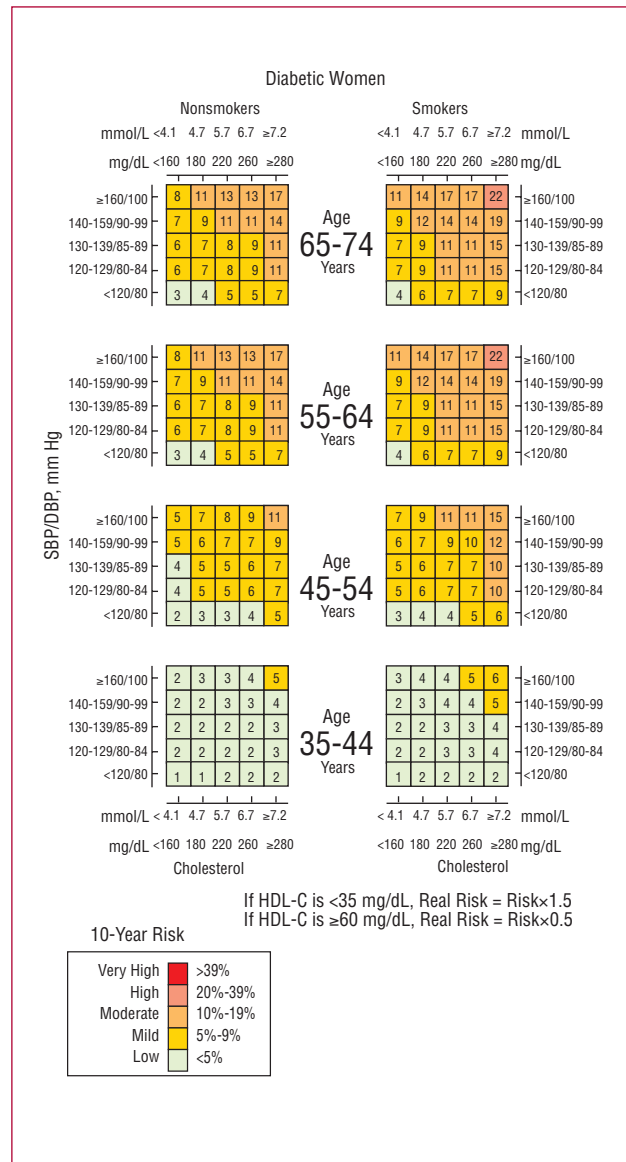 Diabetic Women
Nonsmokers Smokers
mmol/L <4.1 4.7 5.7 6.7 ≥7.2 <4.1 4.7 5.7 6.7 ≥7.2 mmol/L
mg/dL <160 180 220 260 ≥280 <160 180 220 260 ≥280 mg/dL
SBP/DBP, mm Hg
Age
65-74
Years
≥160/100 8 11 13 13 17 11 14 17 17 22 ≥160/100
140-159/90-99 7 9 11 11 14 9 12 14 14 19 140-159/90-99
130-139/85-89 6 7 8 9 11 7 9 11 11 15 130-139/85-89
120-129/80-84 6 7 8 9 11 7 9 11 11 15 120-129/80-84
<120/80 3 4 5 5 7 4 6 7 7 9 <120/80
Age
55-64
Years
≥160/100 8 11 13 13 17 11 14 17 17 22 ≥160/100
140-159/90-99 7 9 11 11 14 9 12 14 14 19 140-159/90-99
130-139/85-89 6 7 8 9 11 7 9 11 11 15 130-139/85-89
120-129/80-84 6 7 8 9 11 7 9 11 11 15 120-129/80-84
<120/80 3 4 5 5 7 4 6 7 7 9 <120/80
Age
45-54
Years
≥160/100 5 7 8 9 11 7 9 11 11 15 ≥160/100
140-159/90-99 5 6 7 7 9 6 7 9 10 12 140-159/90-99
130-139/85-89 4 5 5 6 7 5 6 7 7 10 130-139/85-89
120-129/80-84 4 5 5 6 7 5 6 7 7 10 120-129/80-84
<120/80 2 3 3 4 5 3 4 4 5 6 <120/80
Age
35-44
Years
≥160/100 2 3 3 4 5 3 4 4 5 6 ≥160/100
140-159/90-99 2 2 3 3 4 2 3 4 4 5 140-159/90-99
130-139/85-89 2 2 2 2 3 2 2 3 3 4 130-139/85-89
120-129/80-84 2 2 2 2 3 2 2 3 3 4 120-129/80-84
<120/80 1 1 2 2 2 1 2 2 2 2 <120/80
mmol/L < 4.1 4.7 5.7 6.7 ≥7.2 < 4.1 4.7 5.7 6.7 ≥7.2 mmol/L
mg/dL <160 180 220 260 ≥280 <160 180 220 260 ≥280 mg/dL
Cholesterol Cholesterol
If HDL-C is <35 mg/dL, Real Risk = Risk×1.5
If HDL-C is ≥60 mg/dL, Real Risk = Risk×0.5
10-Year Risk
Very High >39%
High 20%-39%
Moderate 10%-19%
Mild 5%-9%
Low <5%